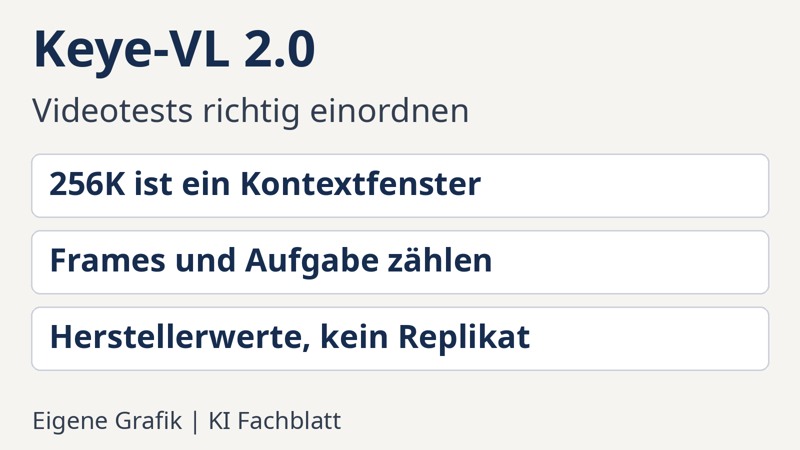 Keye-VL 2.0
Videotests richtig einordnen
256K ist ein Kontextfenster
Frames und Aufgabe zählen
Herstellerwerte, kein Replikat
Eigene Grafik | KI Fachblatt